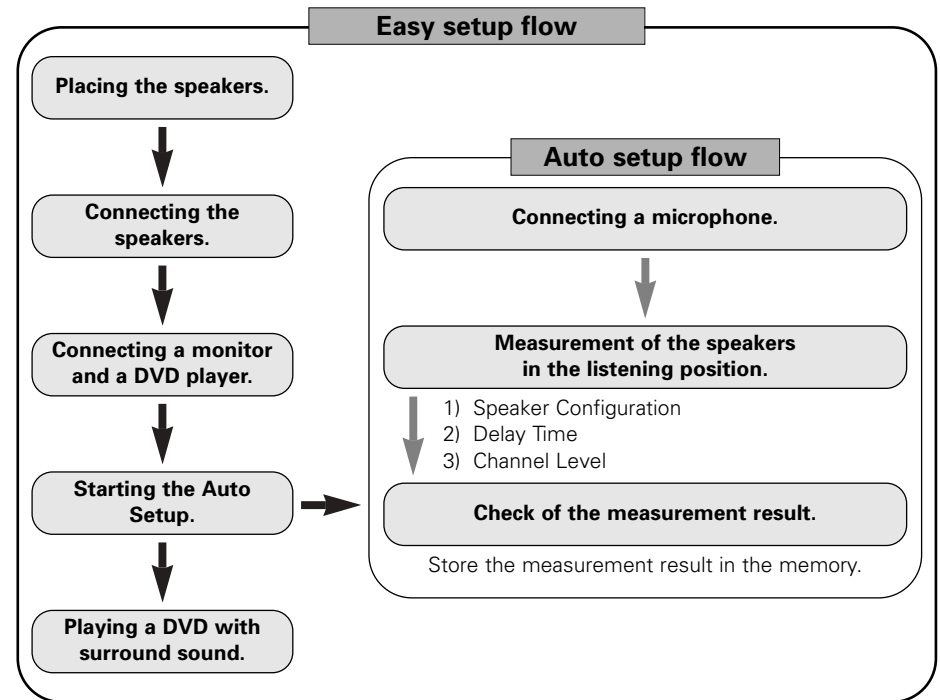 Easy setup flow
Placing the speakers.
Connecting the
speakers.
Connecting a monitor
and a DVD player.
Starting the Auto
Setup.
Playing a DVD with
surround sound.
Auto setup flow
Connecting a microphone.
Measurement of the speakers
in the listening position.
1) Speaker Configuration
2) Delay Time
3) Channel Level
Check of the measurement result.
Store the measurement result in the memory.